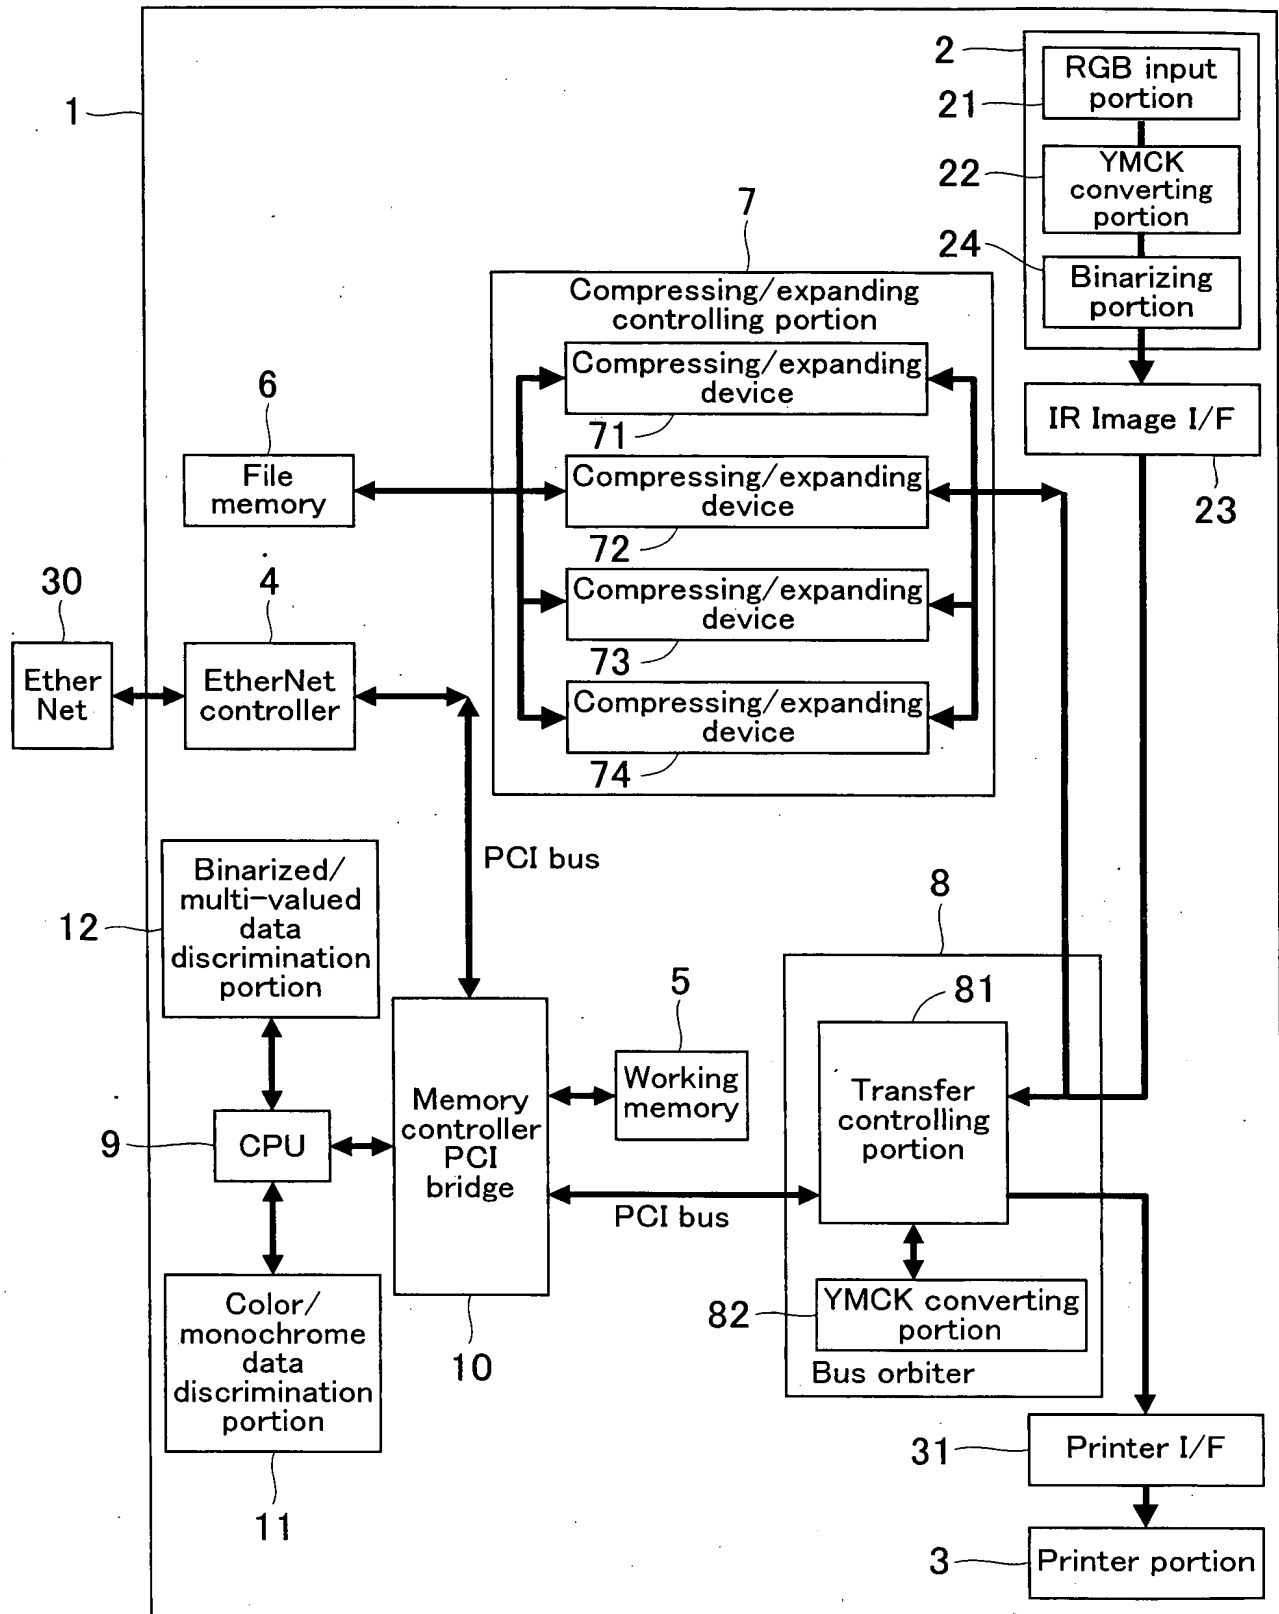 1
2
RGB input
portion
21
YMCK
converting
portion
22
24
Binarizing
portion
7
Compressing/expanding
controlling portion
Compressing/expanding
device
71
Compressing/expanding
device
72
Compressing/expanding
device
73
Compressing/expanding
device
74
IR Image I/F
23
6
File
memory
30
Ether
Net
4
EtherNet
controller
PCI bus
Binarized/
multi-valued
data
discrimination
portion
12
8
81
Transfer
controlling
portion
5
Working
memory
Memory
controller
PCI
bridge
9
CPU
PCI bus
82
YMCK converting
portion
Bus orbiter
10
Color/
monochrome
data
discrimination
portion
11
31
Printer I/F
3
Printer portion